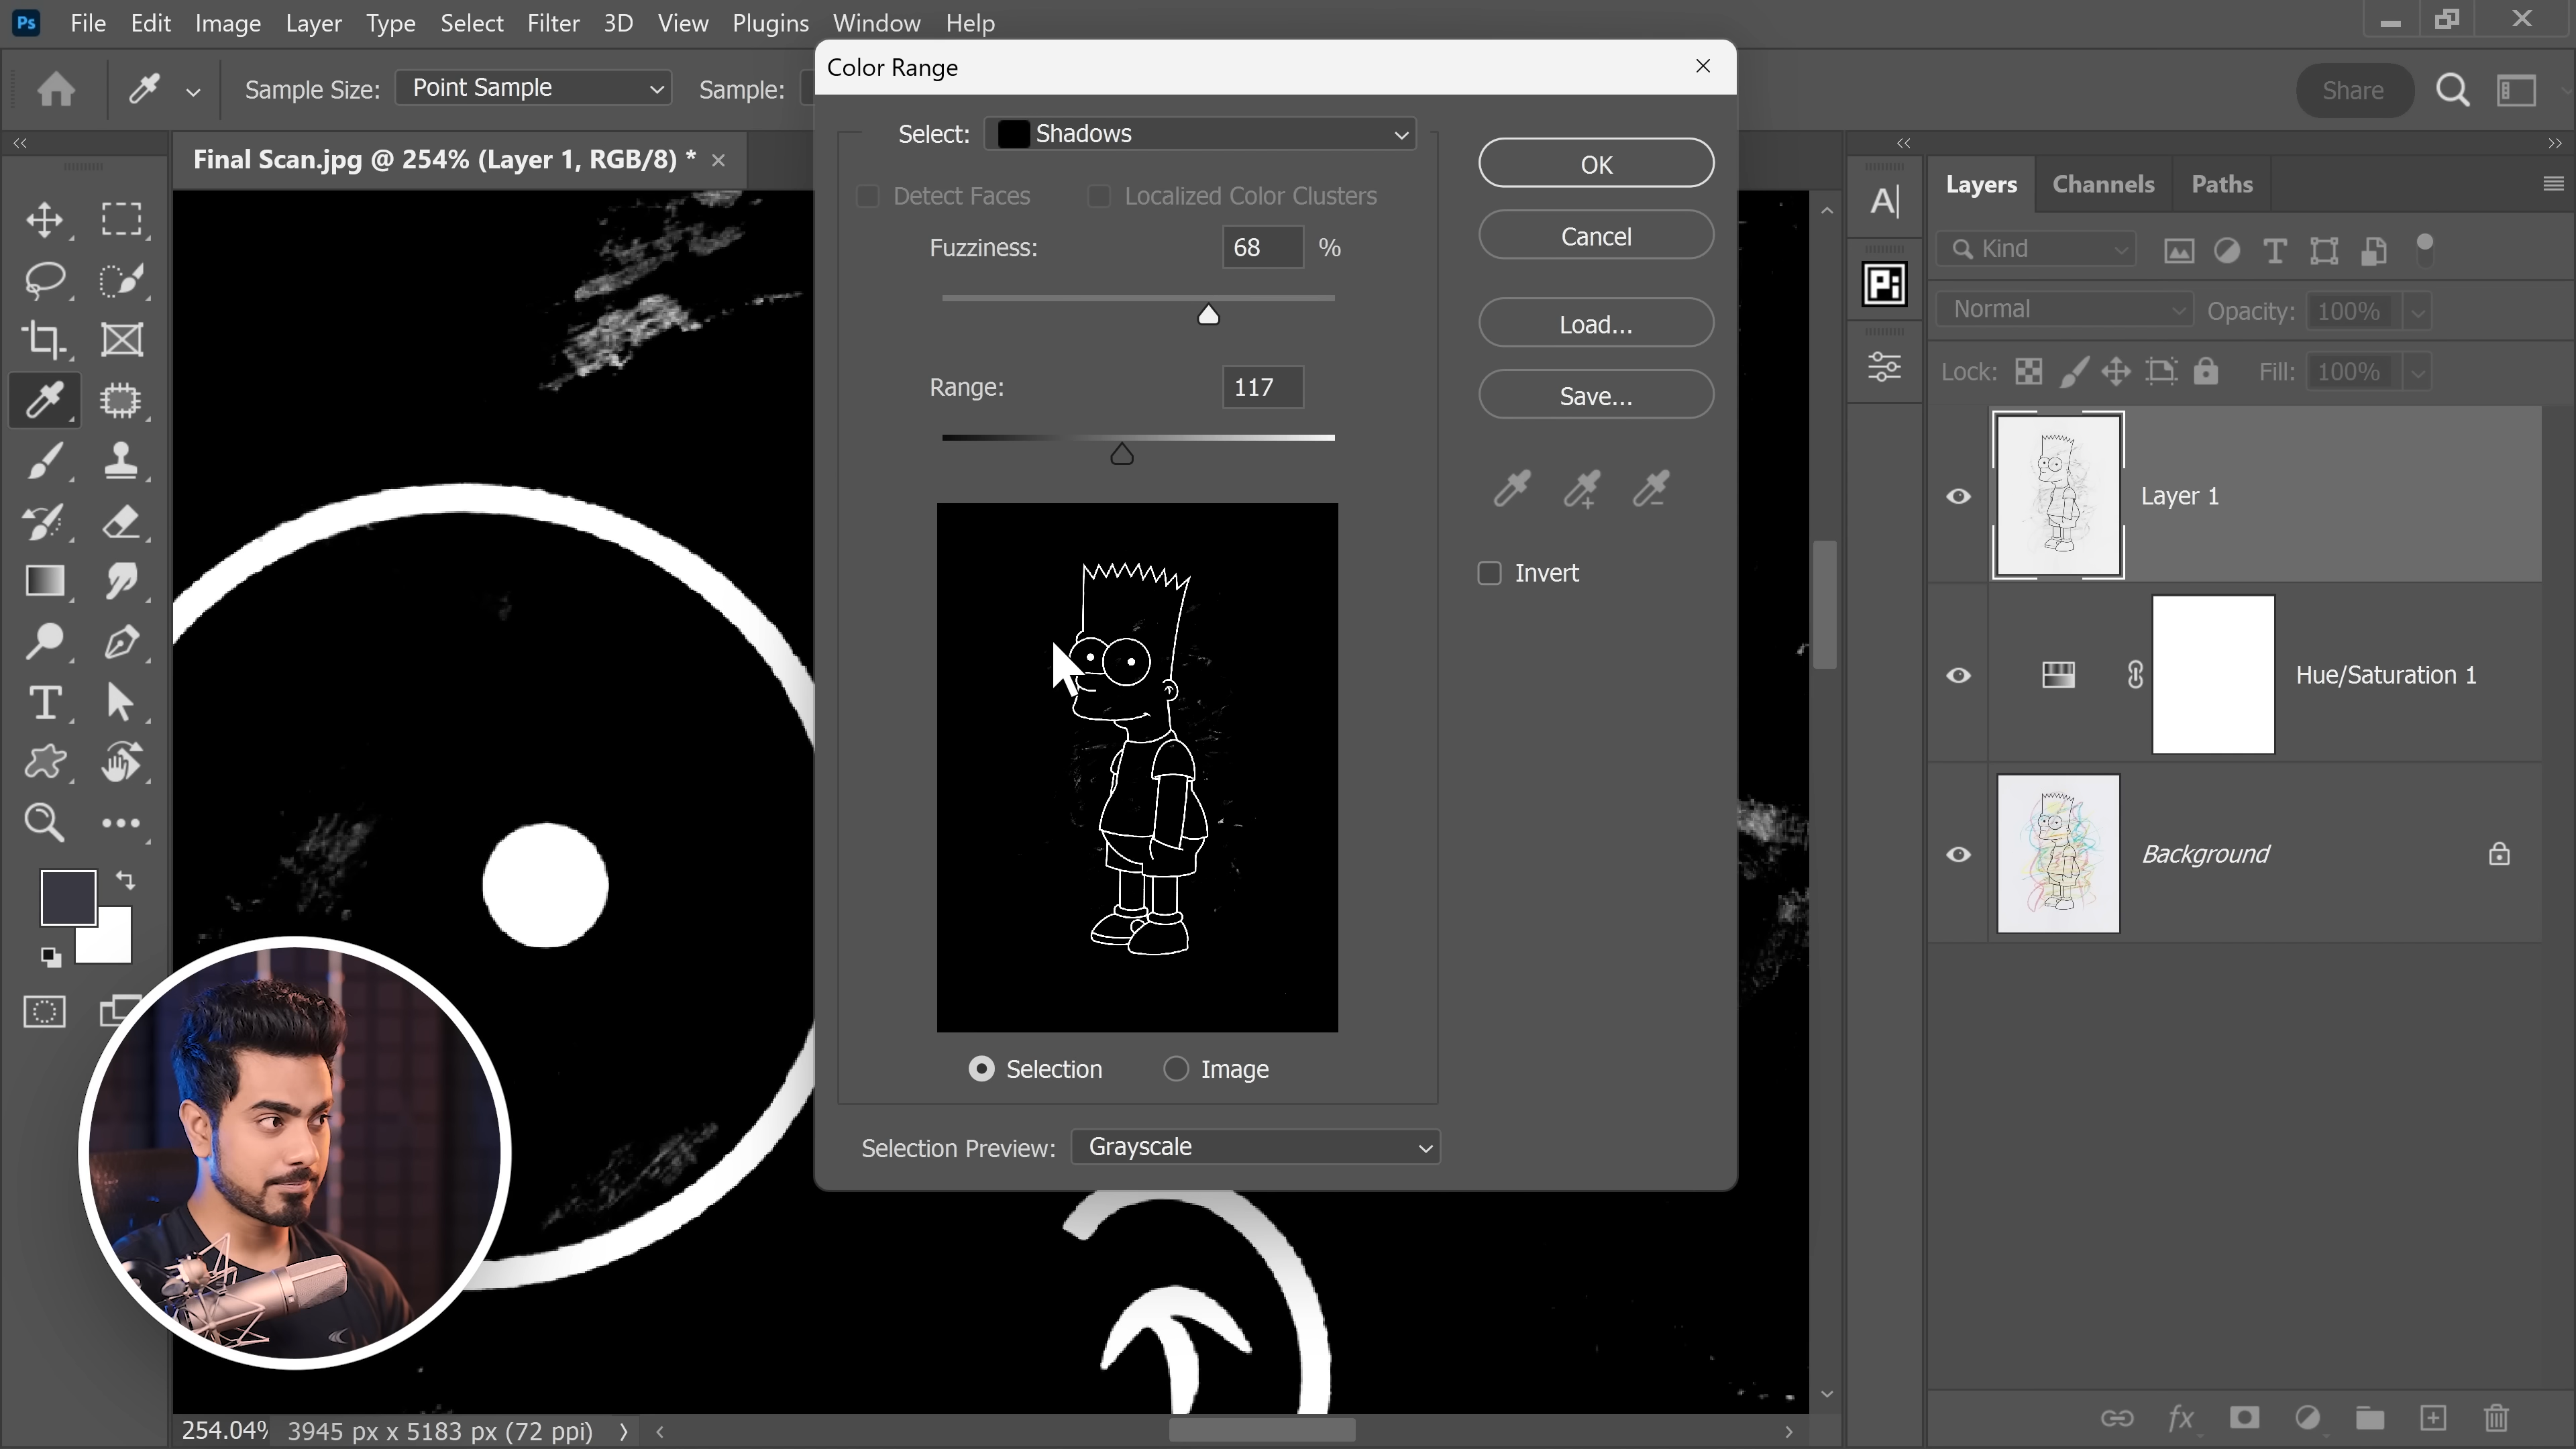 Ps File Edit Image Layer Type Select Filter 3D View Plugins Window Help
Sample Size: Point Sample Sample:
Share
Final Scan.jpg @ 254% (Layer 1, RGB/8) *
Color Range
Select: Shadows
Detect Faces Localized Color Clusters
Fuzziness: 68 %
Range: 117
OK
Cancel
Load...
Save...
Invert
Selection Image
Selection Preview: Grayscale
A|
Pi
Layers Channels Paths
Kind
Normal Opacity: 100%
Lock: Fill: 100%
Layer 1
Hue/Saturation 1
Background
fx
254.04% 3945 px x 5183 px (72 ppi)